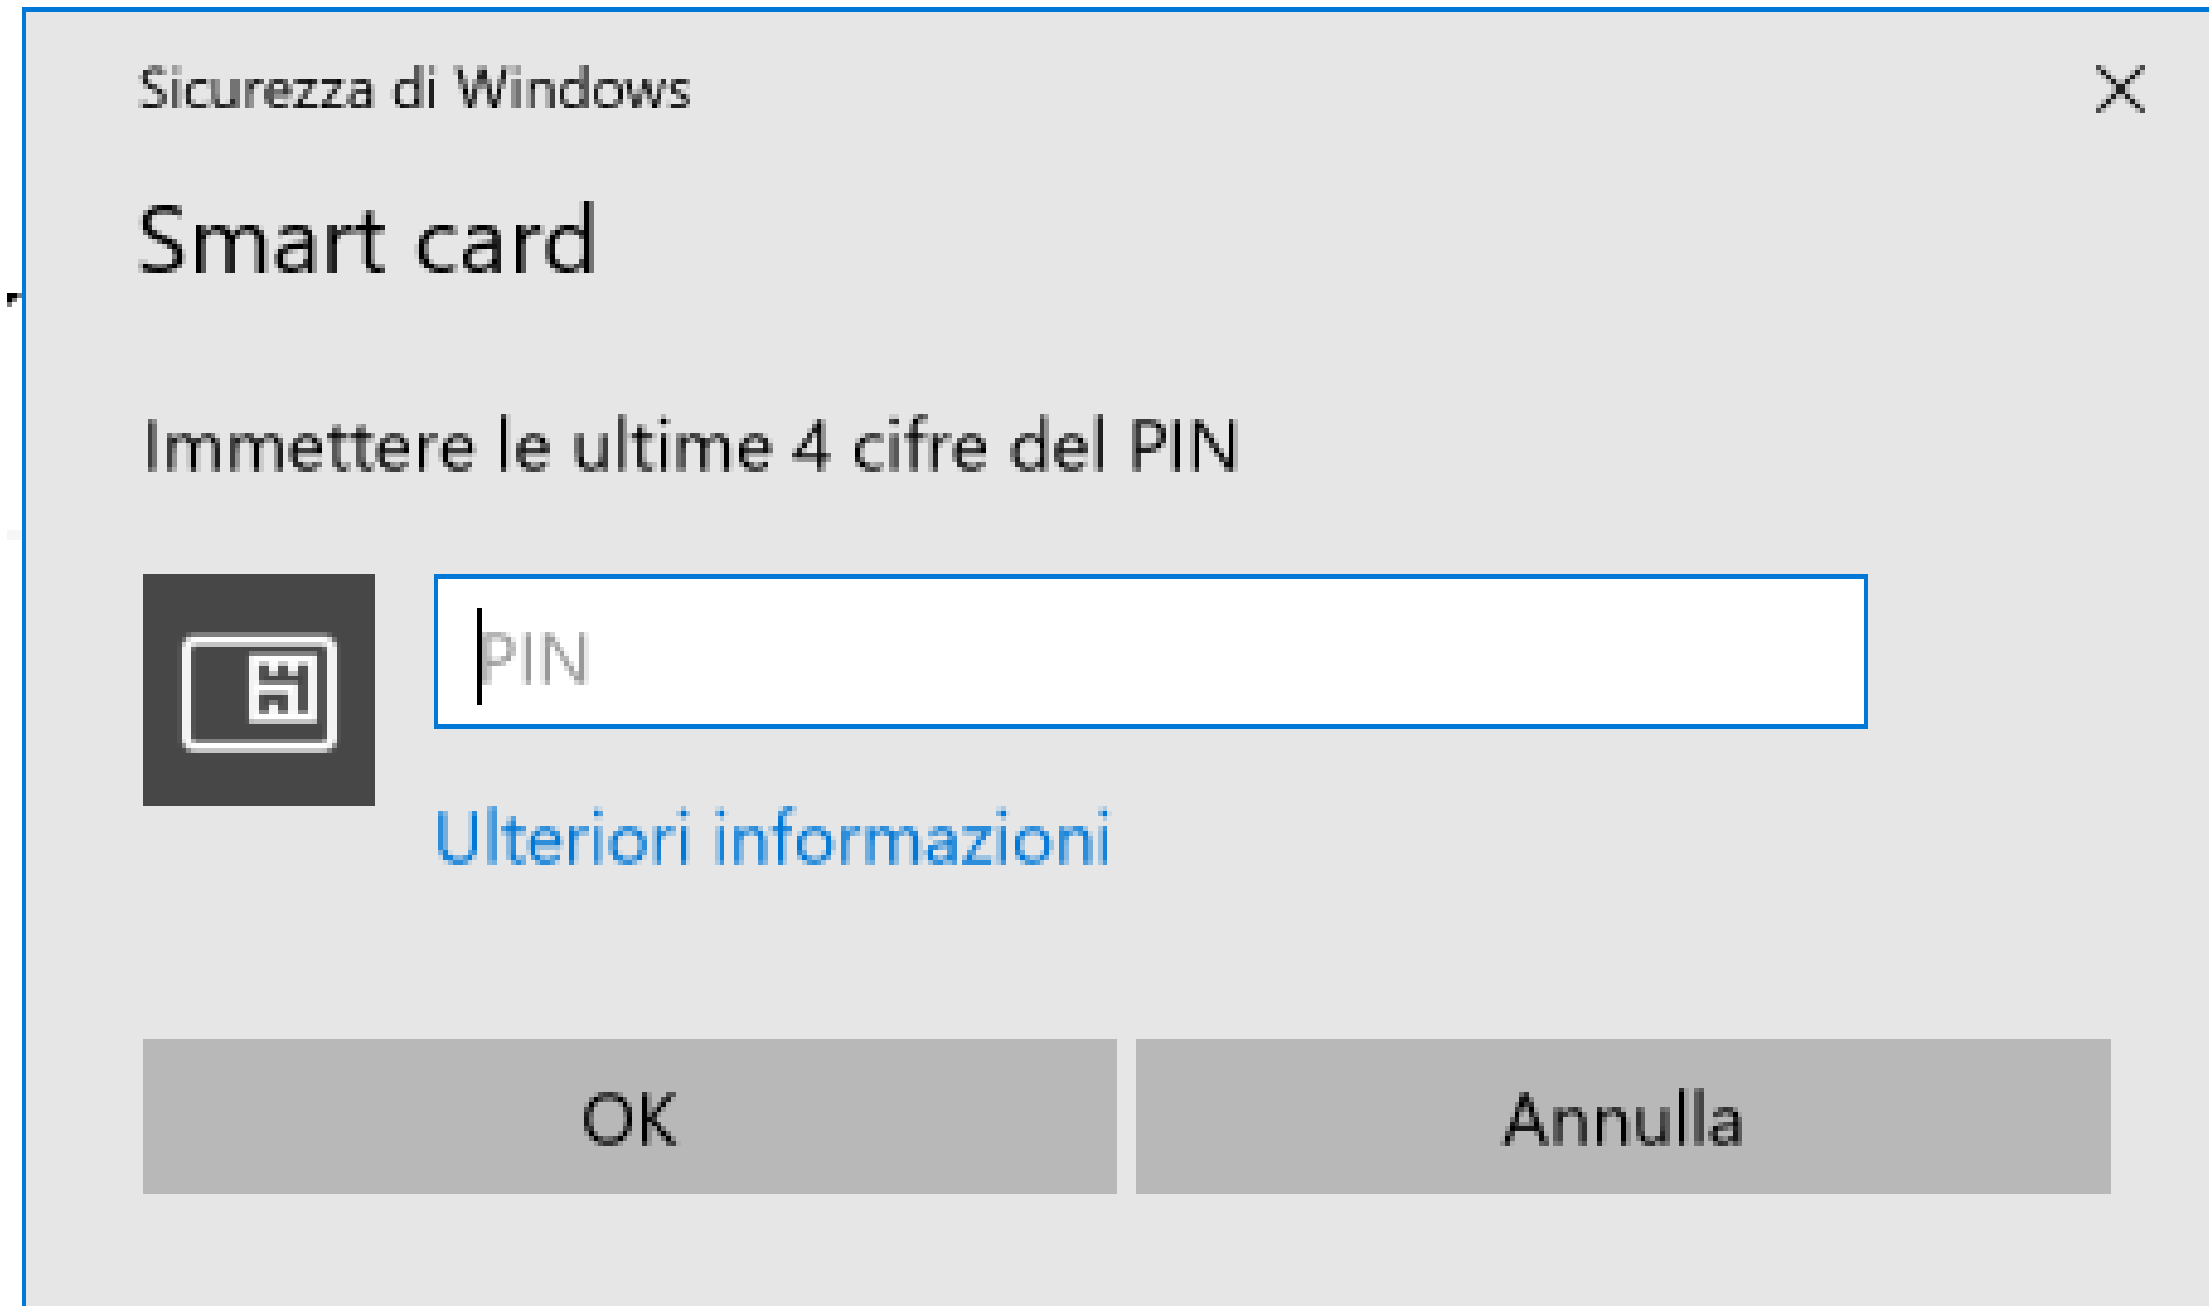 Sicurezza di Windows
Smart card
Immettere le ultime 4 cifre del PIN
PIN
Ulteriori informazioni
OK
Annulla